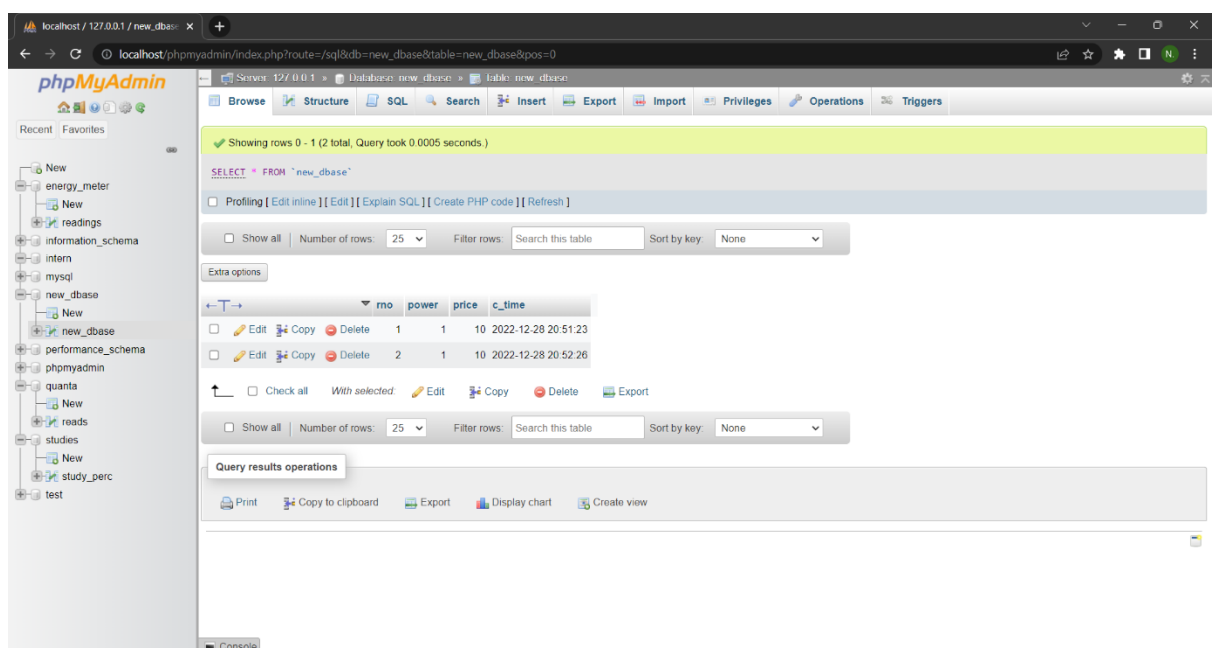 localhost / 127.0.0.1 / new_dbase
localhost/phpmyadmin/index.php?route=/sql&db=new_dbase&table=new_dbase&pos=0
N.
phpMyAdmin
Recent Favorites
New
energy_meter
New
readings
information_schema
intern
mysql
new_dbase
New
new_dbase
performance_schema
phpmyadmin
quanta
New
reads
studies
New
study_perc
test
Server: 127.0.0.1 » Database: new_dbase » Table: new_dbase
Browse Structure SQL Search Insert Export Import Privileges Operations Triggers
Showing rows 0 - 1 (2 total, Query took 0.0005 seconds.)
SELECT * FROM `new_dbase`
Profiling [ Edit inline ] [ Edit ] [ Explain SQL ] [ Create PHP code ] [ Refresh ]
Show all | Number of rows: 25 Filter rows: Search this table Sort by key: None
Extra options
←T→ rno power price c_time
Edit Copy Delete 1 1 10 2022-12-28 20:51:23
Edit Copy Delete 2 1 10 2022-12-28 20:52:26
Check all With selected: Edit Copy Delete Export
Show all | Number of rows: 25 Filter rows: Search this table Sort by key: None
Query results operations
Print Copy to clipboard Export Display chart Create view
Console